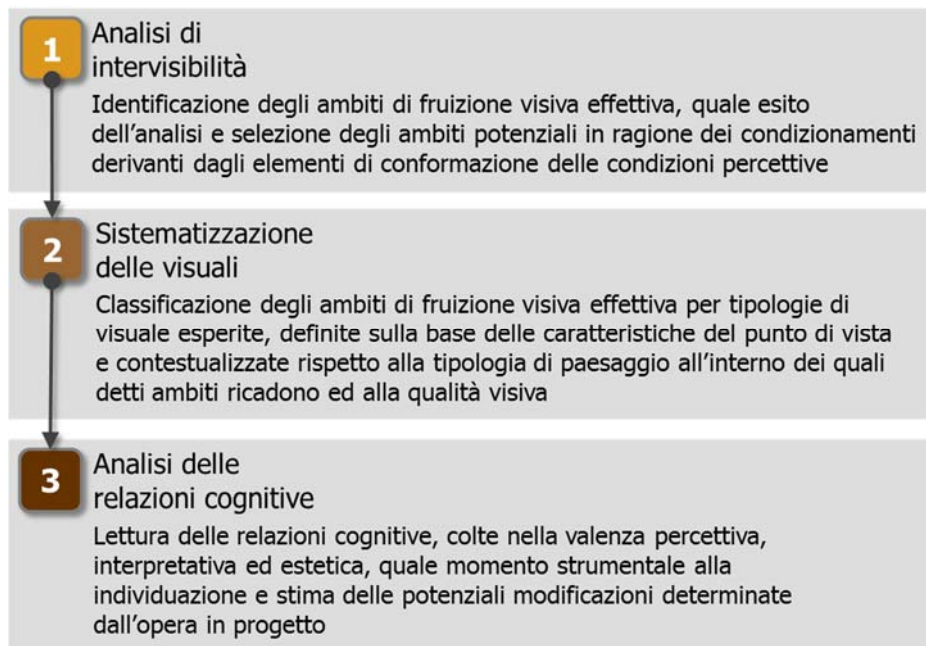 1
Analisi di
intervisibilità
Identificazione degli ambiti di fruizione visiva effettiva, quale esito
dell’analisi e selezione degli ambiti potenziali in ragione dei condizionamenti
derivanti dagli elementi di conformazione delle condizioni percettive
2
Sistematizzazione
delle visuali
Classificazione degli ambiti di fruizione visiva effettiva per tipologie di
visuale esperite, definite sulla base delle caratteristiche del punto di vista
e contestualizzate rispetto alla tipologia di paesaggio all’interno dei quali
detti ambiti ricadono ed alla qualità visiva
3
Analisi delle
relazioni cognitive
Lettura delle relazioni cognitive, colte nella valenza percettiva,
interpretativa ed estetica, quale momento strumentale alla
individuazione e stima delle potenziali modificazioni determinate
dall’opera in progetto